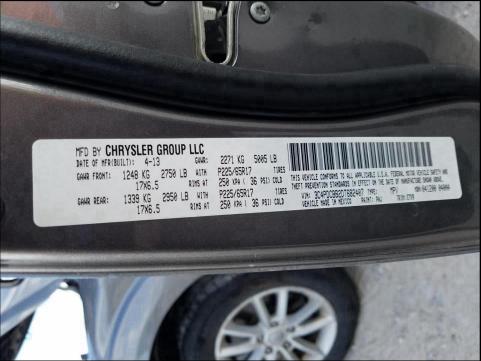 MFD BY CHRYSLER GROUP LLC
DATE OF MFR(BUILT): 4-13 GVWR: 2271 KG 5005 LB
GAWR FRONT: 1248 KG 2750 LB WITH P225/65R17 TIRES
17X6.5 RIMS AT 250 KPA ( 36 PSI) COLD
GAWR REAR: 1339 KG 2950 LB WITH P225/65R17 TIRES
17X6.5 RIMS AT 250 KPA ( 36 PSI) COLD
THIS VEHICLE CONFORMS TO ALL APPLICABLE
U.S.A. FEDERAL MOTOR VEHICLE SAFETY AND
THEFT PREVENTION STANDARDS IN EFFECT ON
THE DATE OF MANUFACTURE SHOWN ABOVE.
VIN: TYPE: MPV
VEHICLE MADE IN MEXICO PAINT: